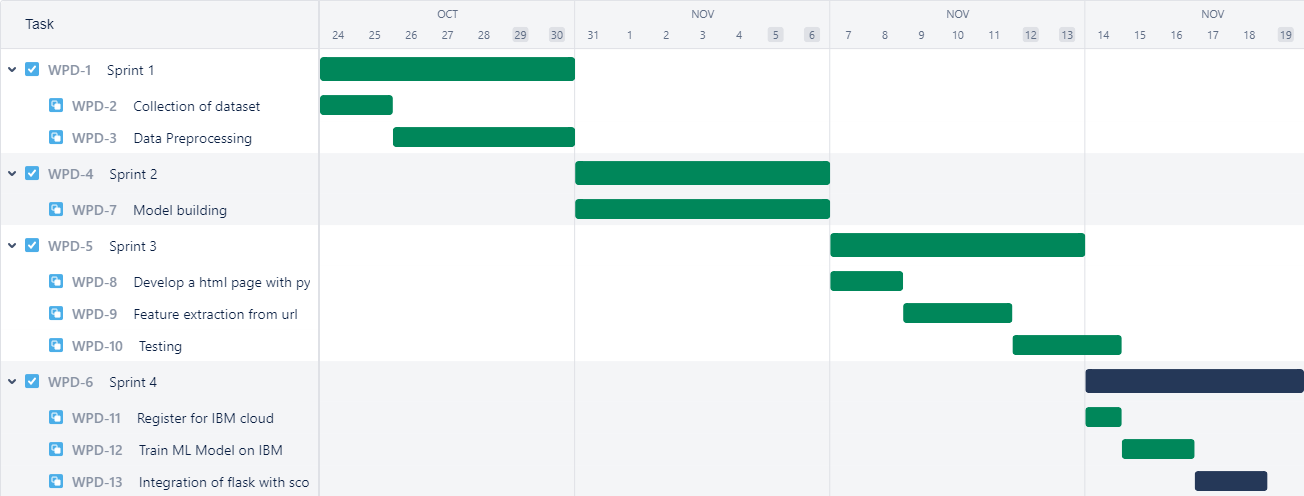 Task
OCT NOV NOV NOV
24 25 26 27 28 29 30 31 1 2 3 4 5 6 7 8 9 10 11 12 13 14 15 16 17 18 19
WPD-1 Sprint 1
WPD-2 Collection of dataset
WPD-3 Data Preprocessing
WPD-4 Sprint 2
WPD-7 Model building
WPD-5 Sprint 3
WPD-8 Develop a html page with py
WPD-9 Feature extraction from url
WPD-10 Testing
WPD-6 Sprint 4
WPD-11 Register for IBM cloud
WPD-12 Train ML Model on IBM
WPD-13 Integration of flask with sco